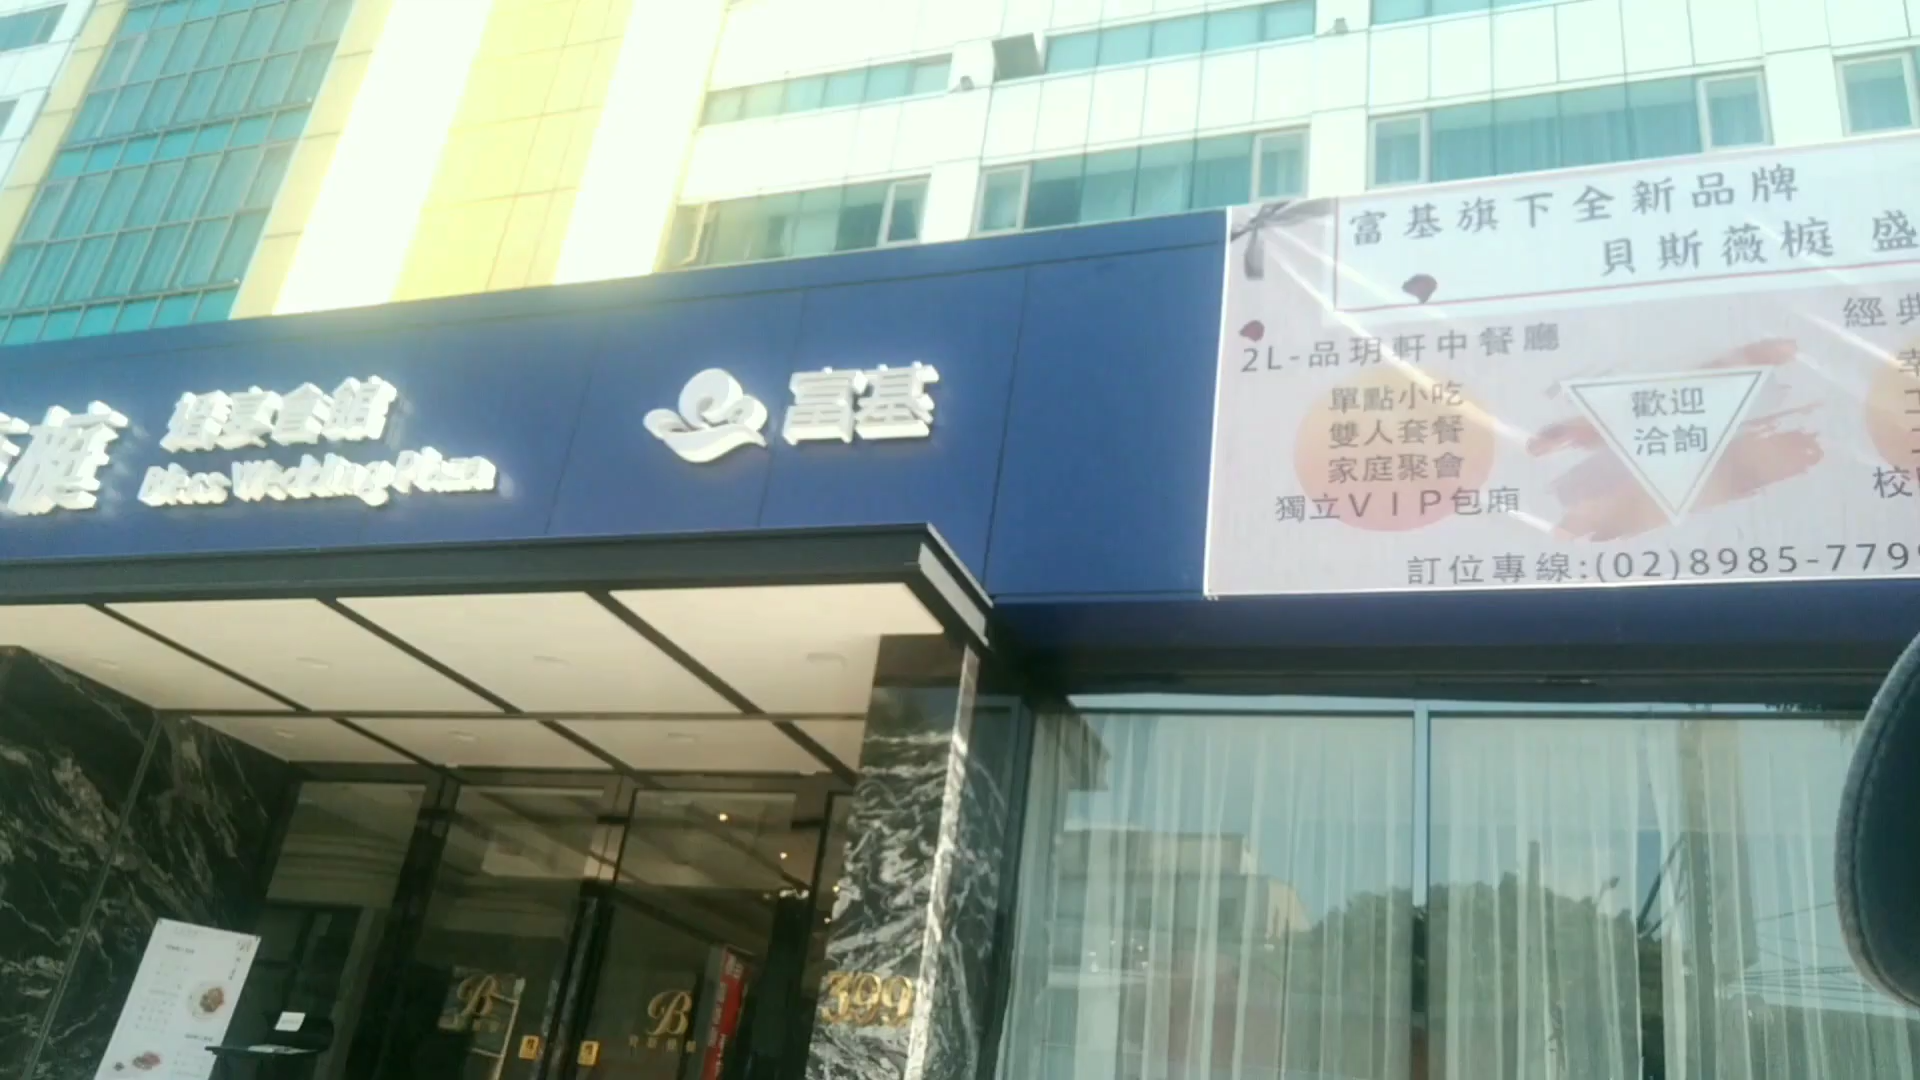 婚宴會館
Wedding Plaza
富基
富基旗下全新品牌
貝斯薇樾 盛
2L-品玥軒中餐廳
單點小吃
雙人套餐
家庭聚會
獨立VIP包廂
歡迎
洽詢
經典
校
訂位專線:(02)8985-779
B
B
399